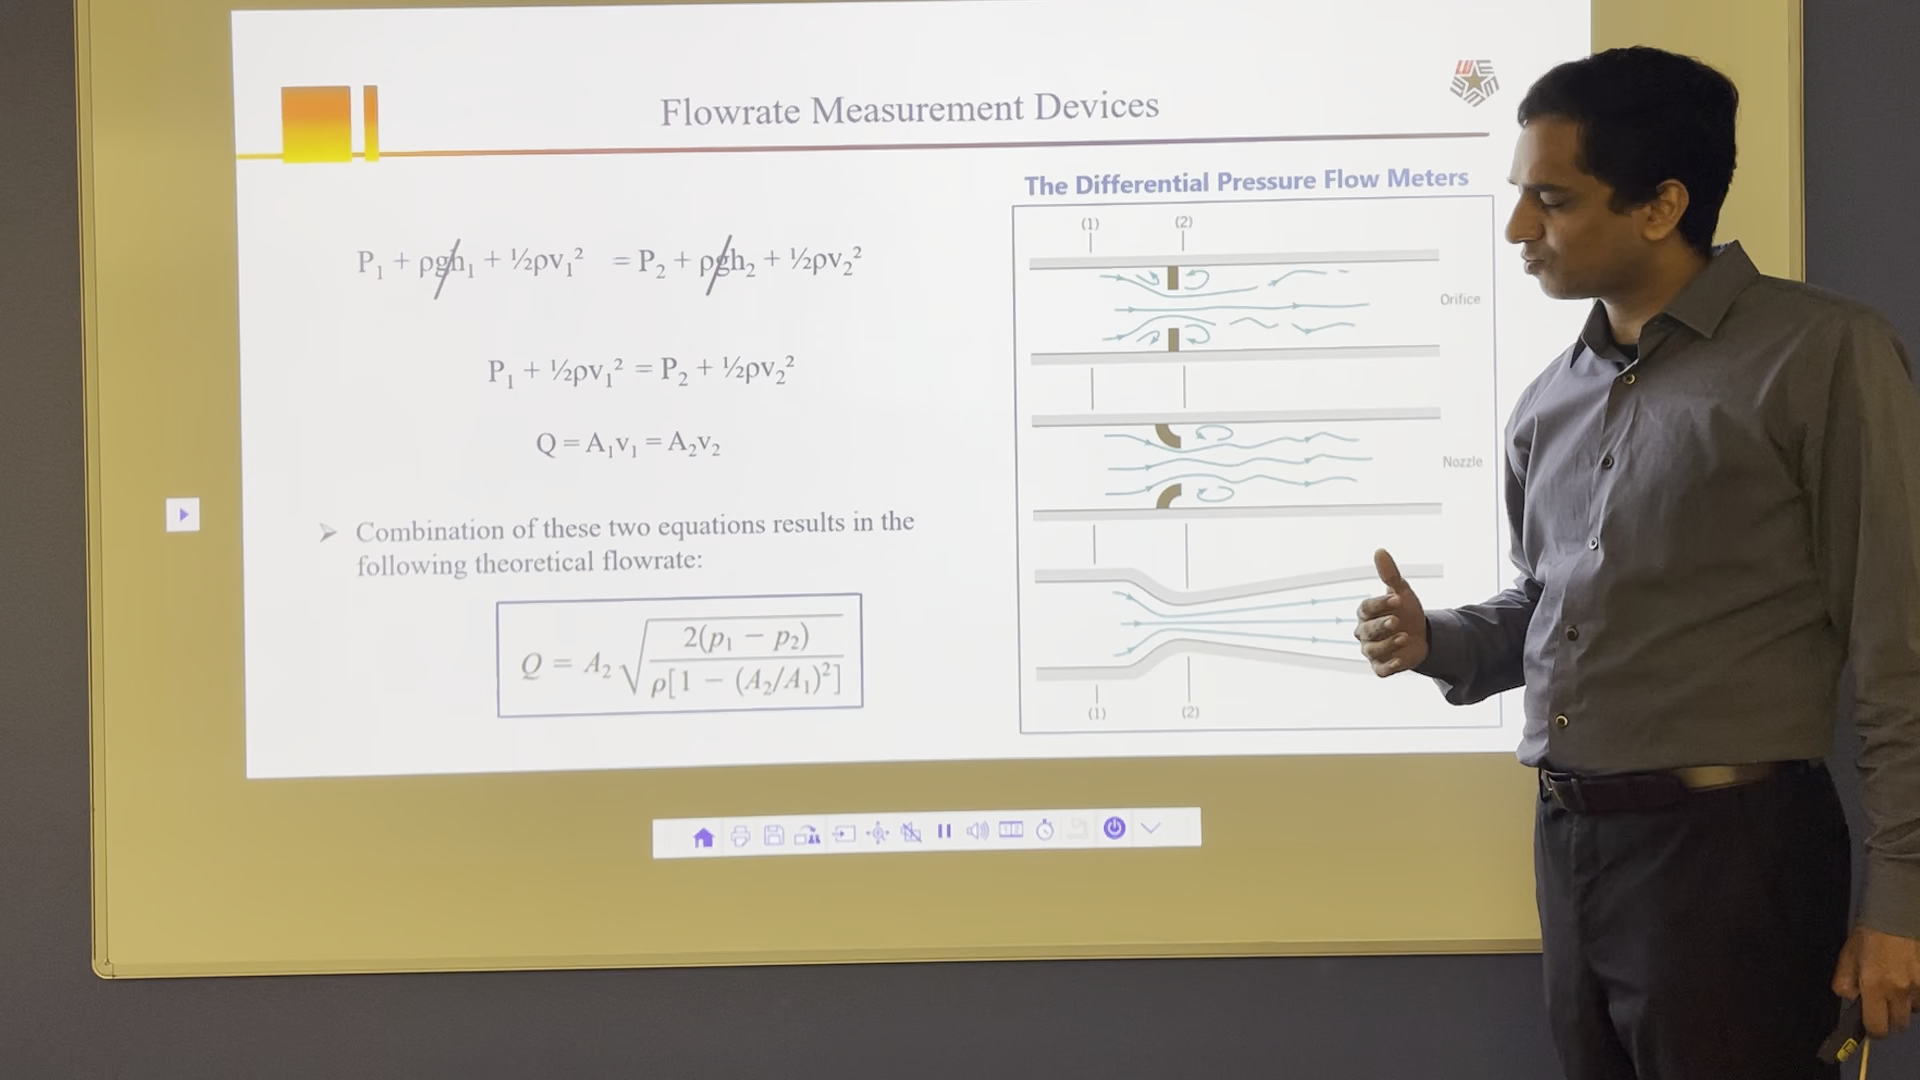 Flowrate Measurement Devices
The Differential Pressure Flow Meters
P₁ + ρgh₁ + ½ρv₁² = P₂ + ρgh₂ + ½ρv₂²
P₁ + ½ρv₁² = P₂ + ½ρv₂²
Q = A₁v₁ = A₂v₂
➢ Combination of these two equations results in the
following theoretical flowrate:
Q = A₂ √(2(p₁ − p₂) / ρ[1 − (A₂/A₁)²])
(1) (2)
Orifice
Nozzle
(1) (2)